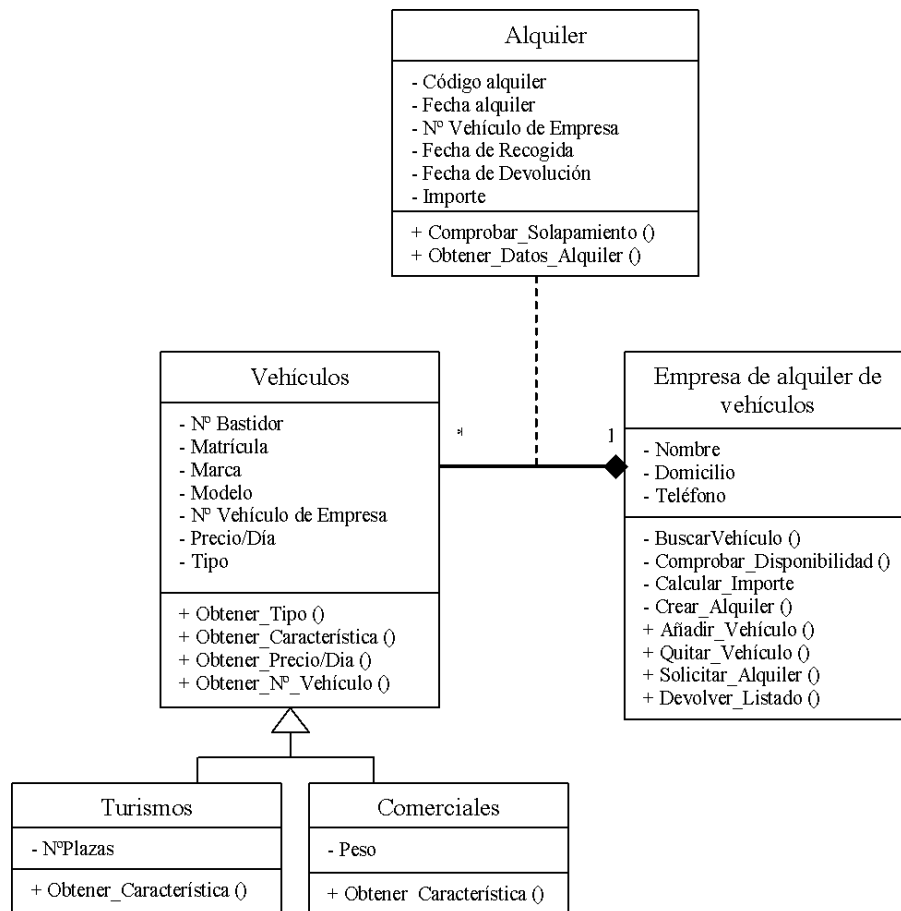 Alquiler
- Código alquiler
- Fecha alquiler
- Nº Vehículo de Empresa
- Fecha de Recogida
- Fecha de Devolución
- Importe
+ Comprobar_Solapamiento ()
+ Obtener_Datos_Alquiler ()
Vehículos
- Nº Bastidor
- Matrícula
- Marca
- Modelo
- Nº Vehículo de Empresa
- Precio/Día
- Tipo
+ Obtener_Tipo ()
+ Obtener_Característica ()
+ Obtener_Precio/Dia ()
+ Obtener_Nº_Vehículo ()
* 1
Empresa de alquiler de
vehículos
- Nombre
- Domicilio
- Teléfono
- BuscarVehículo ()
- Comprobar_Disponibilidad ()
- Calcular_Importe
- Crear_Alquiler ()
+ Añadir_Vehículo ()
+ Quitar_Vehículo ()
+ Solicitar_Alquiler ()
+ Devolver_Listado ()
Turismos
- NºPlazas
+ Obtener_Característica ()
Comerciales
- Peso
+ Obtener_Característica ()